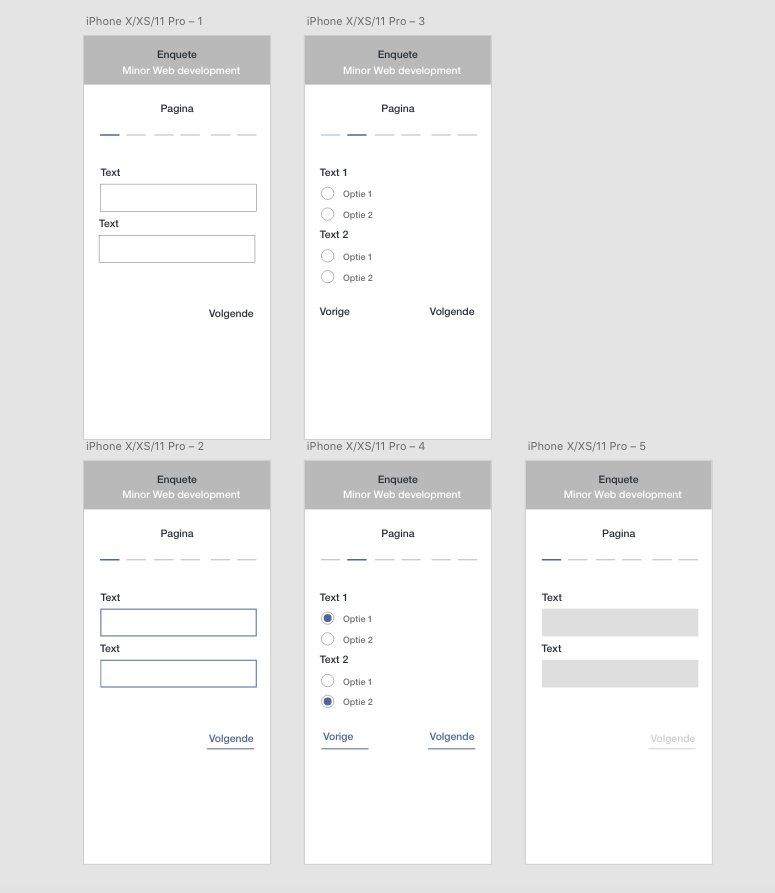 iPhone X/XS/11 Pro – 1
Enquete
Minor Web development
Pagina
Text
Text
Volgende
iPhone X/XS/11 Pro – 3
Enquete
Minor Web development
Pagina
Text 1
Optie 1
Optie 2
Text 2
Optie 1
Optie 2
Vorige
Volgende
iPhone X/XS/11 Pro – 2
Enquete
Minor Web development
Pagina
Text
Text
Volgende
iPhone X/XS/11 Pro – 4
Enquete
Minor Web development
Pagina
Text 1
Optie 1
Optie 2
Text 2
Optie 1
Optie 2
Vorige
Volgende
iPhone X/XS/11 Pro – 5
Enquete
Minor Web development
Pagina
Text
Text
Volgende